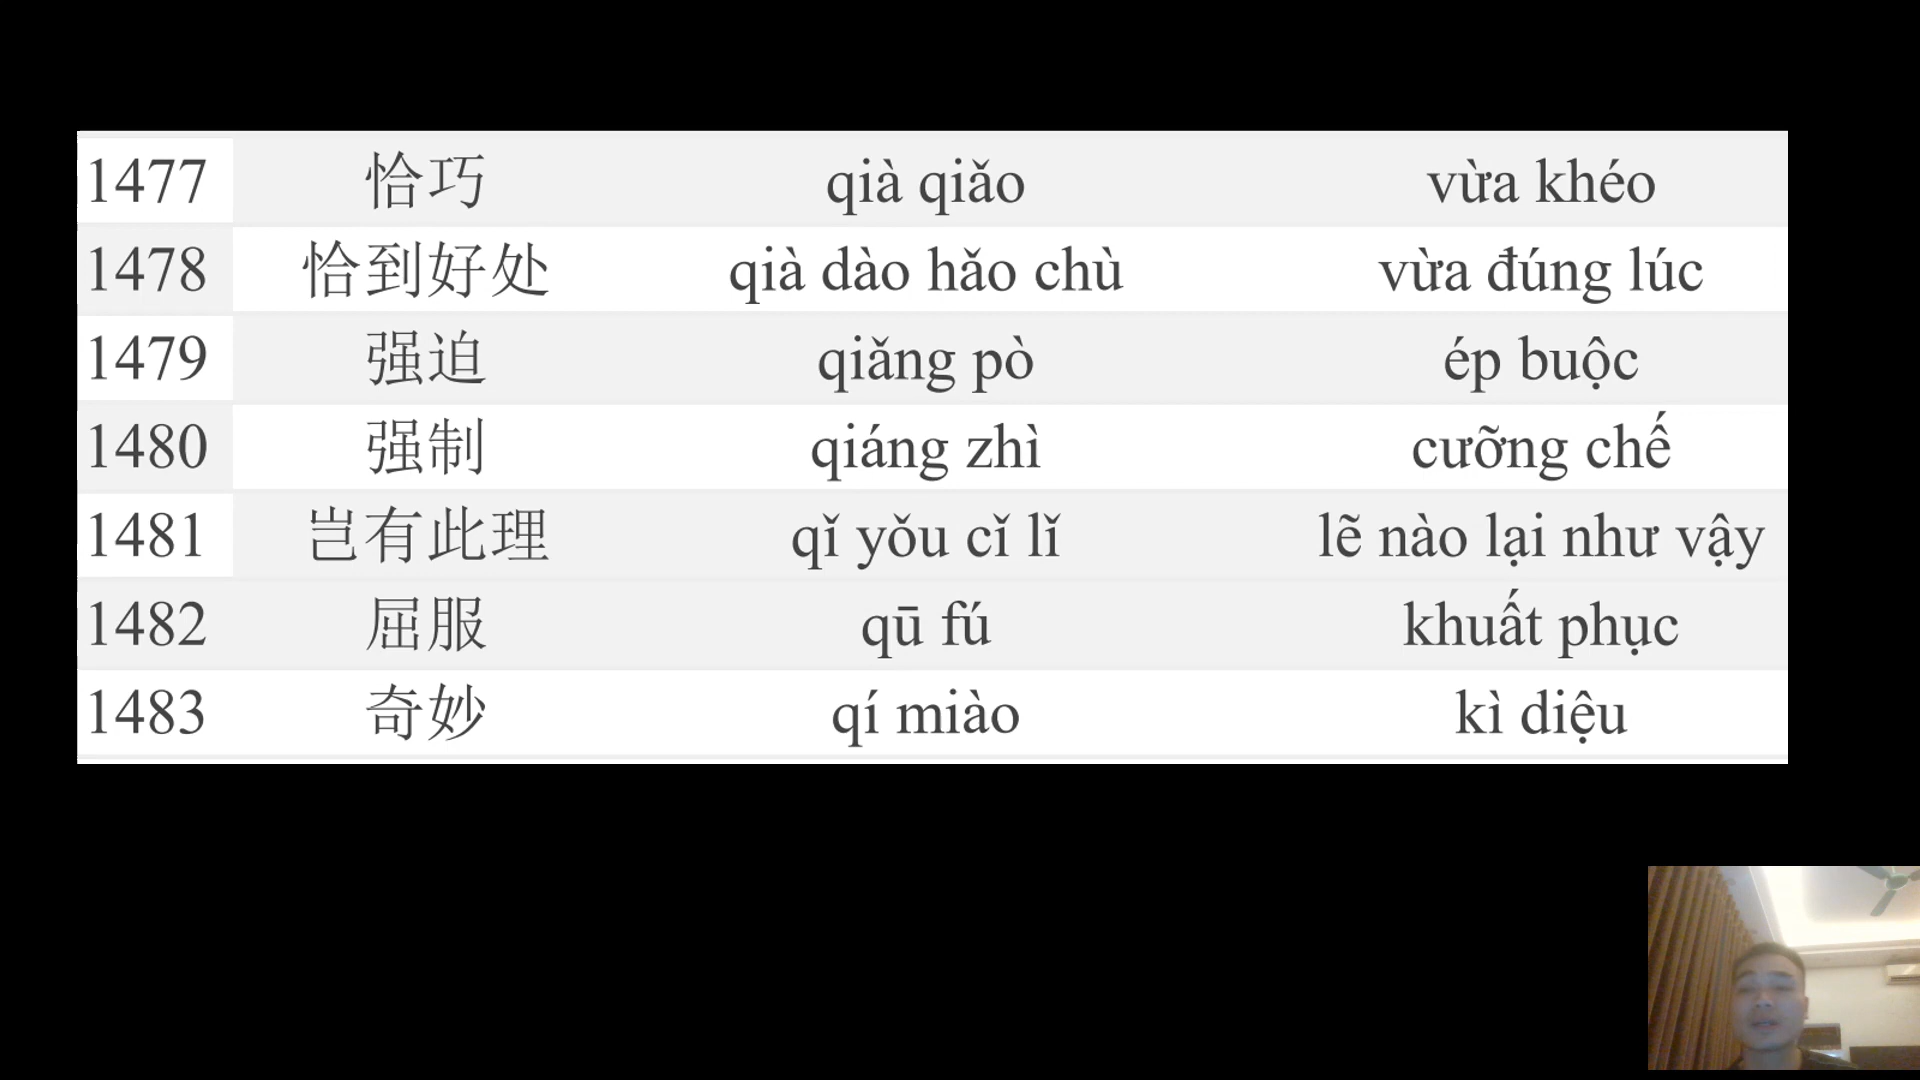 1477 恰巧 qià qiǎo vừa khéo
1478 恰到好处 qià dào hǎo chù vừa đúng lúc
1479 强迫 qiǎng pò ép buộc
1480 强制 qiáng zhì cưỡng chế
1481 岂有此理 qǐ yǒu cǐ lǐ lẽ nào lại như vậy
1482 屈服 qū fú khuất phục
1483 奇妙 qí miào kì diệu